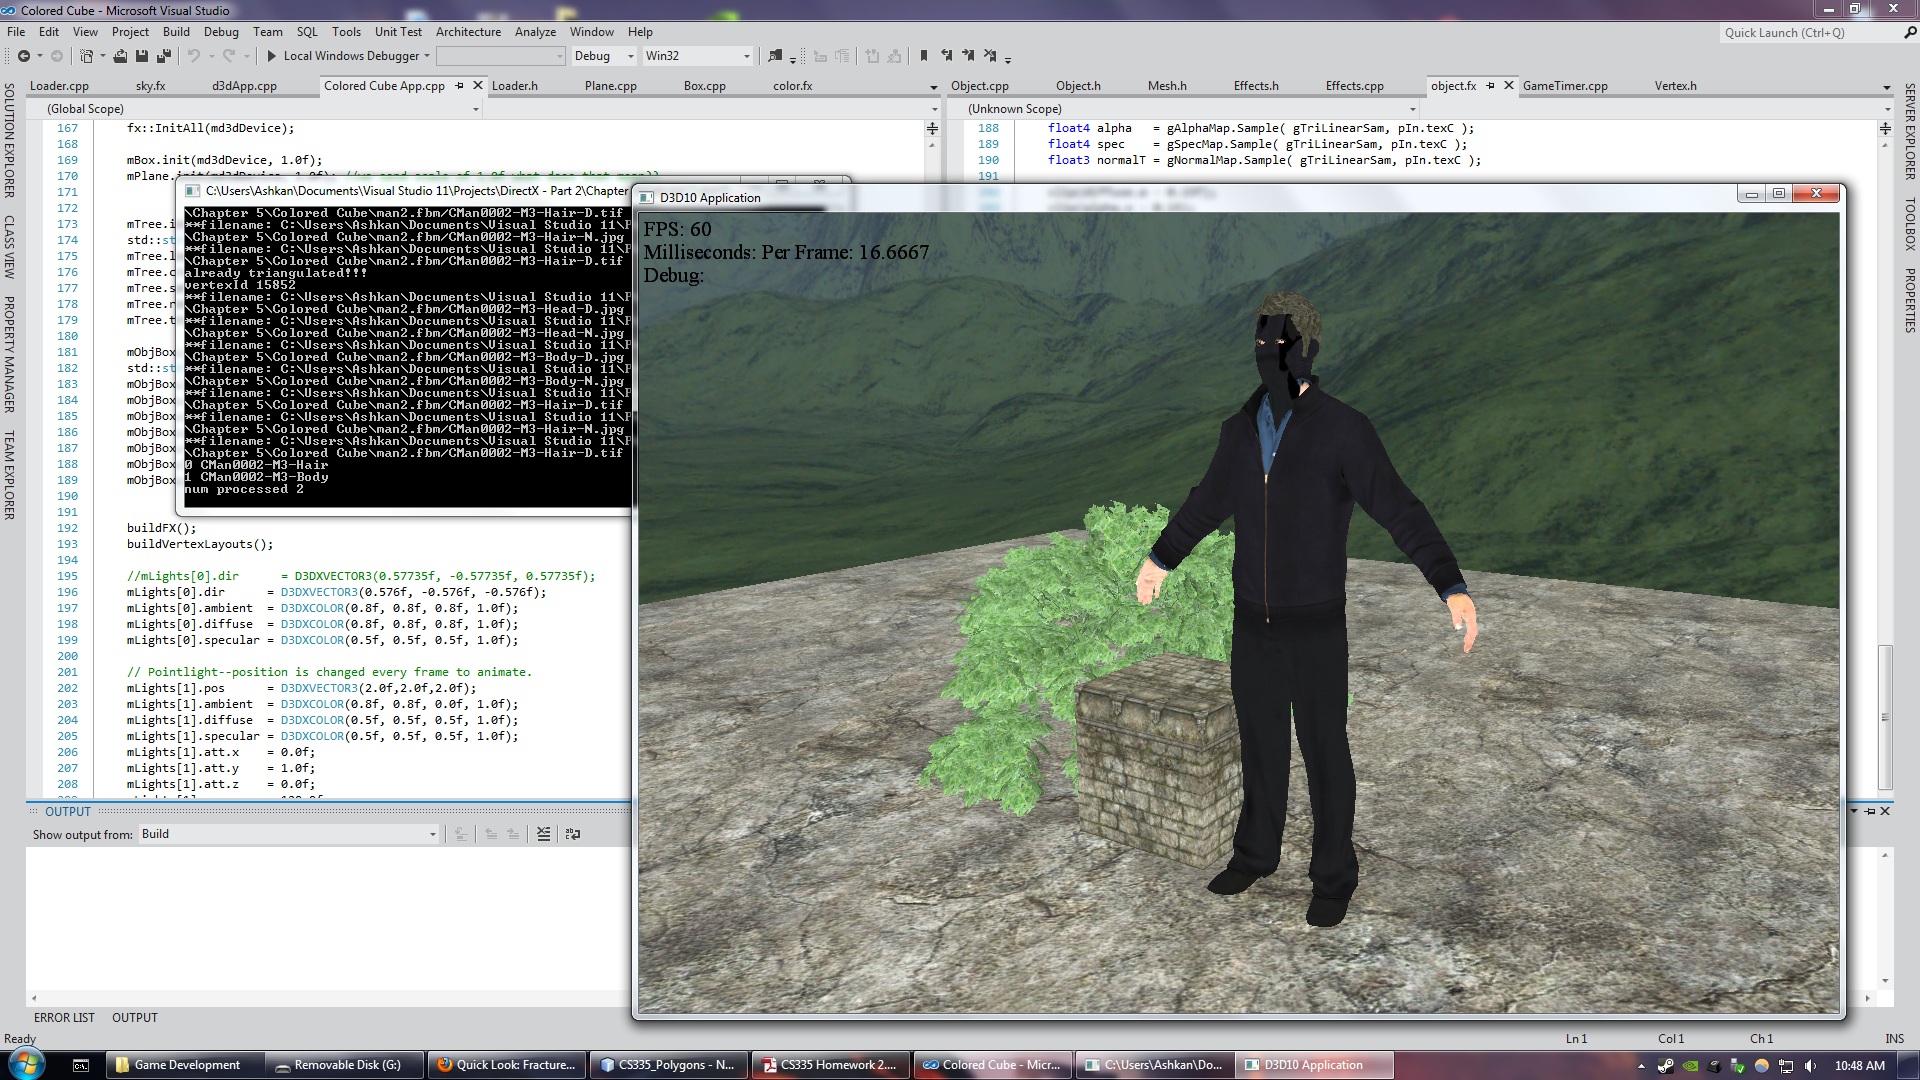 Colored Cube - Microsoft Visual Studio
File Edit View Project Build Debug Team SQL Tools Unit Test Architecture Analyze Window Help
Quick Launch (Ctrl+Q)
Local Windows Debugger Debug Win32
Loader.cpp sky.fx d3dApp.cpp Colored Cube App.cpp Loader.h Plane.cpp Box.cpp color.fx
Object.cpp Object.h Mesh.h Effects.h Effects.cpp object.fx GameTimer.cpp Vertex.h
(Global Scope)
(Unknown Scope)
SOLUTION EXPLORER
CLASS VIEW
PROPERTY MANAGER
TEAM EXPLORER
SERVER EXPLORER
TOOLBOX
PROPERTIES
167 fx::InitAll(md3dDevice);
168
169 mBox.init(md3dDevice, 1.0f);
170 mPlane.init(md3dDevice, 1.0f); //we send scale of 1.0f what does that mean??
171
172
173 mTree.i
174 std::st
175 mTree.l
176 mTree.c
177 mTree.s
178 mTree.r
179 mTree.t
180
181 mObjBox
182 std::st
183 mObjBox
184 mObjBox
185 mObjBox
186 mObjBox
187 mObjBox
188 mObjBox
189 mObjBox
190
191
192 buildFX();
193 buildVertexLayouts();
194
195 //mLights[0].dir = D3DXVECTOR3(0.57735f, -0.57735f, 0.57735f);
196 mLights[0].dir = D3DXVECTOR3(0.576f, -0.576f, -0.576f);
197 mLights[0].ambient = D3DXCOLOR(0.8f, 0.8f, 0.8f, 1.0f);
198 mLights[0].diffuse = D3DXCOLOR(0.8f, 0.8f, 0.8f, 1.0f);
199 mLights[0].specular = D3DXCOLOR(0.5f, 0.5f, 0.5f, 1.0f);
200
201 // Pointlight--position is changed every frame to animate.
202 mLights[1].pos = D3DXVECTOR3(2.0f,2.0f,2.0f);
203 mLights[1].ambient = D3DXCOLOR(0.8f, 0.8f, 0.0f, 1.0f);
204 mLights[1].diffuse = D3DXCOLOR(0.5f, 0.5f, 0.5f, 1.0f);
205 mLights[1].specular = D3DXCOLOR(0.5f, 0.5f, 0.5f, 1.0f);
206 mLights[1].att.x = 0.0f;
207 mLights[1].att.y = 1.0f;
208 mLights[1].att.z = 0.0f;
188 float4 alpha = gAlphaMap.Sample( gTriLinearSam, pIn.texC );
189 float4 spec = gSpecMap.Sample( gTriLinearSam, pIn.texC );
190 float3 normalT = gNormalMap.Sample( gTriLinearSam, pIn.texC );
191
C:\Users\Ashkan\Documents\Visual Studio 11\Projects\DirectX - Part 2\Chapter
\Chapter 5\Colored Cube\man2.fbm/CMan0002-M3-Hair-D.tif
**filename: C:\Users\Ashkan\Documents\Visual Studio 11\P
\Chapter 5\Colored Cube\man2.fbm/CMan0002-M3-Hair-N.jpg
**filename: C:\Users\Ashkan\Documents\Visual Studio 11\P
\Chapter 5\Colored Cube\man2.fbm/CMan0002-M3-Hair-D.tif
already triangulated!!!
vertexId 15852
**filename: C:\Users\Ashkan\Documents\Visual Studio 11\P
\Chapter 5\Colored Cube\man2.fbm/CMan0002-M3-Head-D.jpg
**filename: C:\Users\Ashkan\Documents\Visual Studio 11\P
\Chapter 5\Colored Cube\man2.fbm/CMan0002-M3-Head-N.jpg
**filename: C:\Users\Ashkan\Documents\Visual Studio 11\P
\Chapter 5\Colored Cube\man2.fbm/CMan0002-M3-Body-D.jpg
**filename: C:\Users\Ashkan\Documents\Visual Studio 11\P
\Chapter 5\Colored Cube\man2.fbm/CMan0002-M3-Body-N.jpg
**filename: C:\Users\Ashkan\Documents\Visual Studio 11\P
\Chapter 5\Colored Cube\man2.fbm/CMan0002-M3-Hair-D.tif
**filename: C:\Users\Ashkan\Documents\Visual Studio 11\P
\Chapter 5\Colored Cube\man2.fbm/CMan0002-M3-Hair-N.jpg
**filename: C:\Users\Ashkan\Documents\Visual Studio 11\P
\Chapter 5\Colored Cube\man2.fbm/CMan0002-M3-Hair-D.tif
0 CMan0002-M3-Hair
1 CMan0002-M3-Body
num processed 2
D3D10 Application
FPS: 60
Milliseconds: Per Frame: 16.6667
Debug:
OUTPUT
Show output from: Build
ERROR LIST OUTPUT
Ready Ln 1 Col 1 Ch 1 INS
Game Development Removable Disk (G:) Quick Look: Fracture... CS335_Polygons - N... CS335 Homework 2.... Colored Cube - Micr... C:\Users\Ashkan\Do... D3D10 Application 10:48 AM